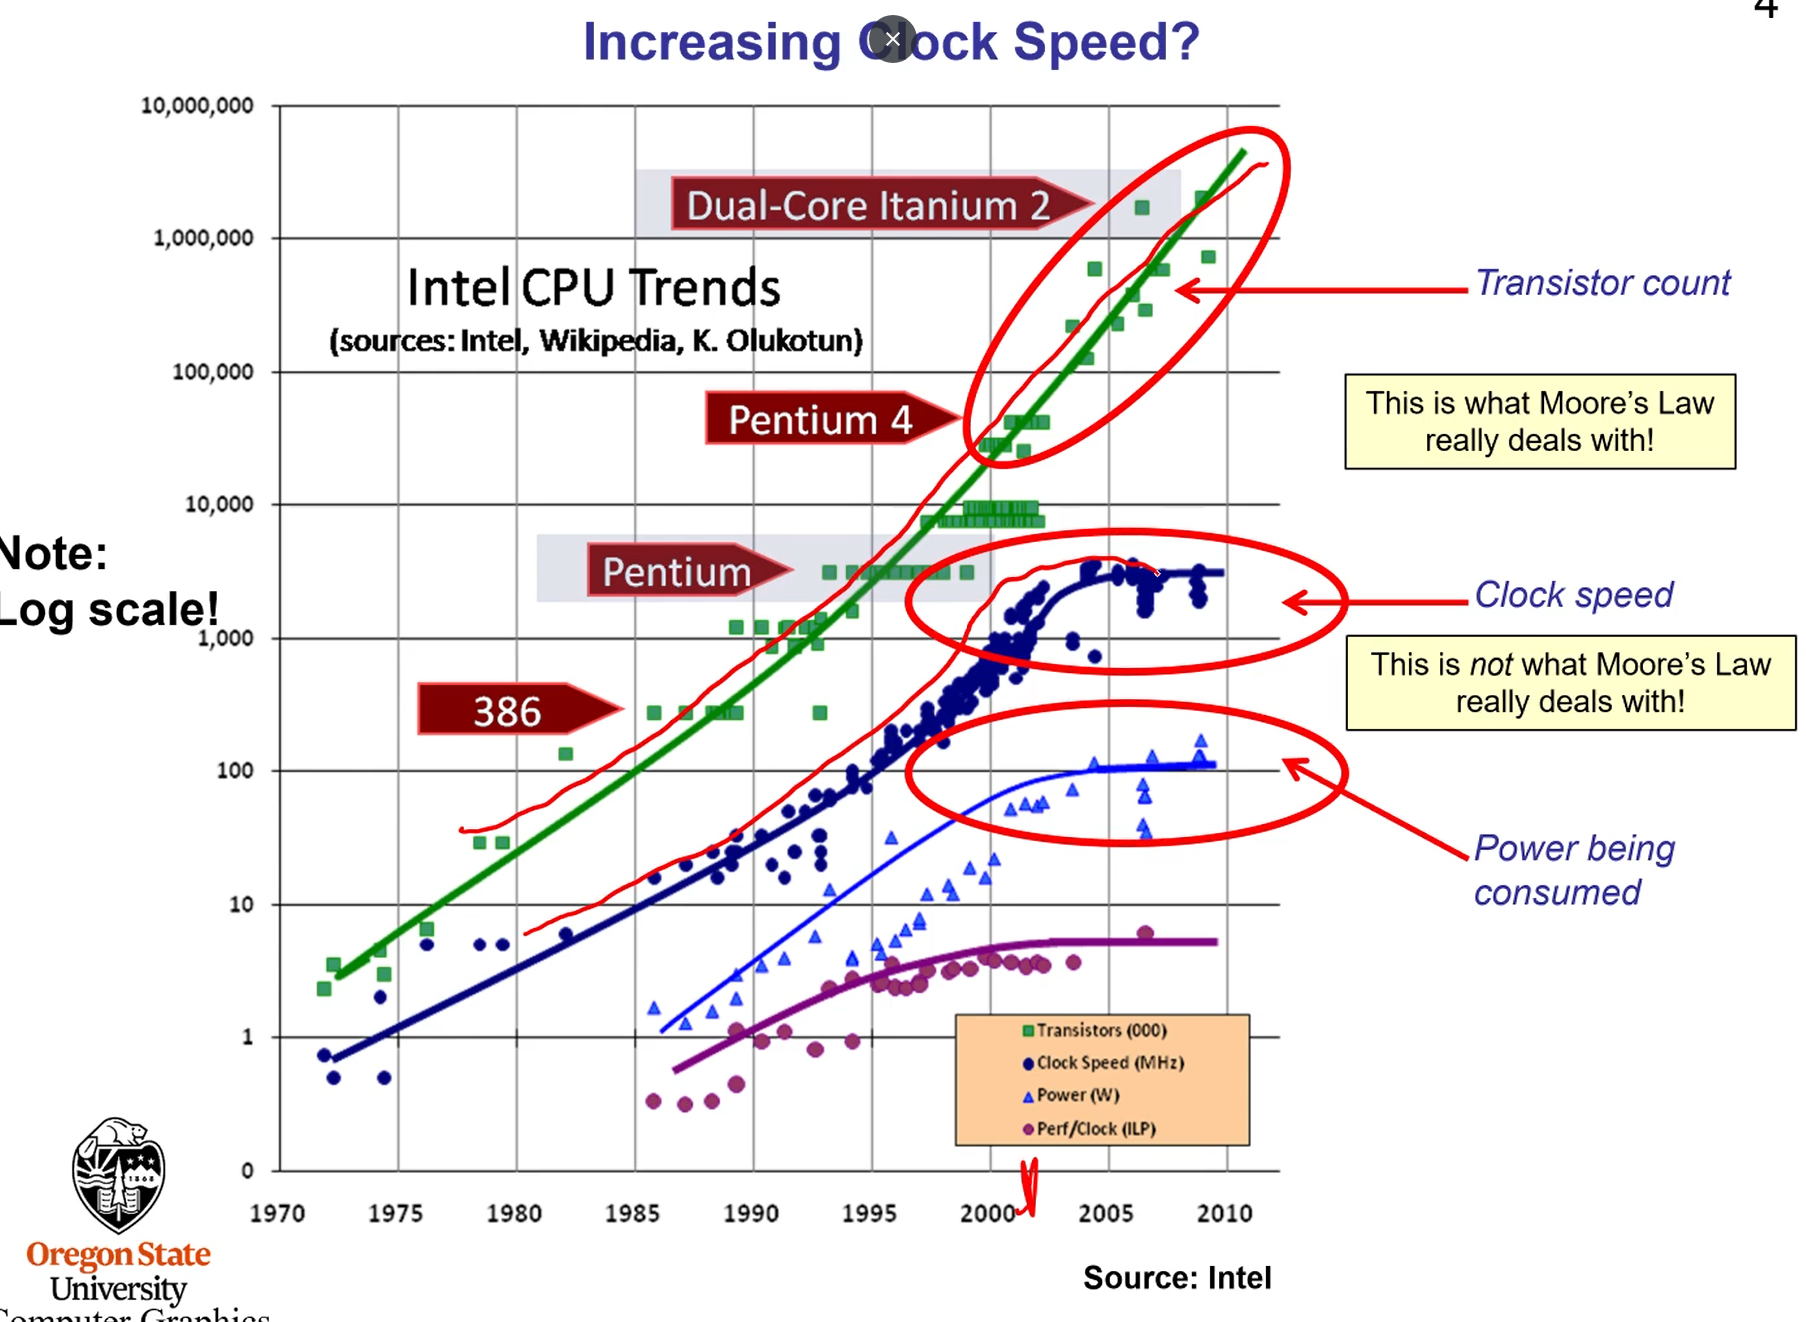 4
Increasing Clock Speed?
10,000,000
1,000,000
100,000
10,000
1,000
100
10
1
0
Dual-Core Itanium 2
Intel CPU Trends
(sources: Intel, Wikipedia, K. Olukotun)
Pentium 4
Pentium
386
Note:
Log scale!
Transistor count
This is what Moore's Law
really deals with!
Clock speed
This is not what Moore's Law
really deals with!
Power being
consumed
Transistors (000)
Clock Speed (MHz)
Power (W)
Perf/Clock (ILP)
1970 1975 1980 1985 1990 1995 2000 2005 2010
Source: Intel
1868
Oregon State
University
Computer Graphics